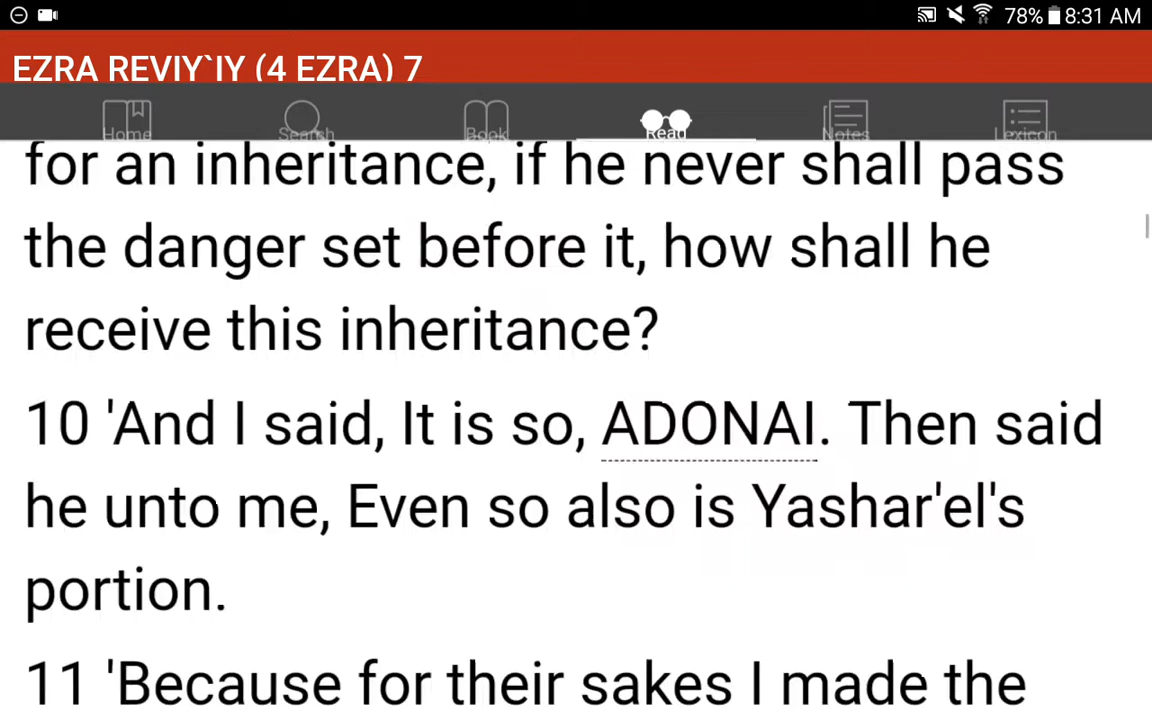 78% 8:31 AM
EZRA REVIY`IY (4 EZRA) 7
Home Search Book Read Notes Lexicon
for an inheritance, if he never shall pass
the danger set before it, how shall he
receive this inheritance?
10 'And I said, It is so, ADONAI. Then said
he unto me, Even so also is Yashar'el's
portion.
11 'Because for their sakes I made the